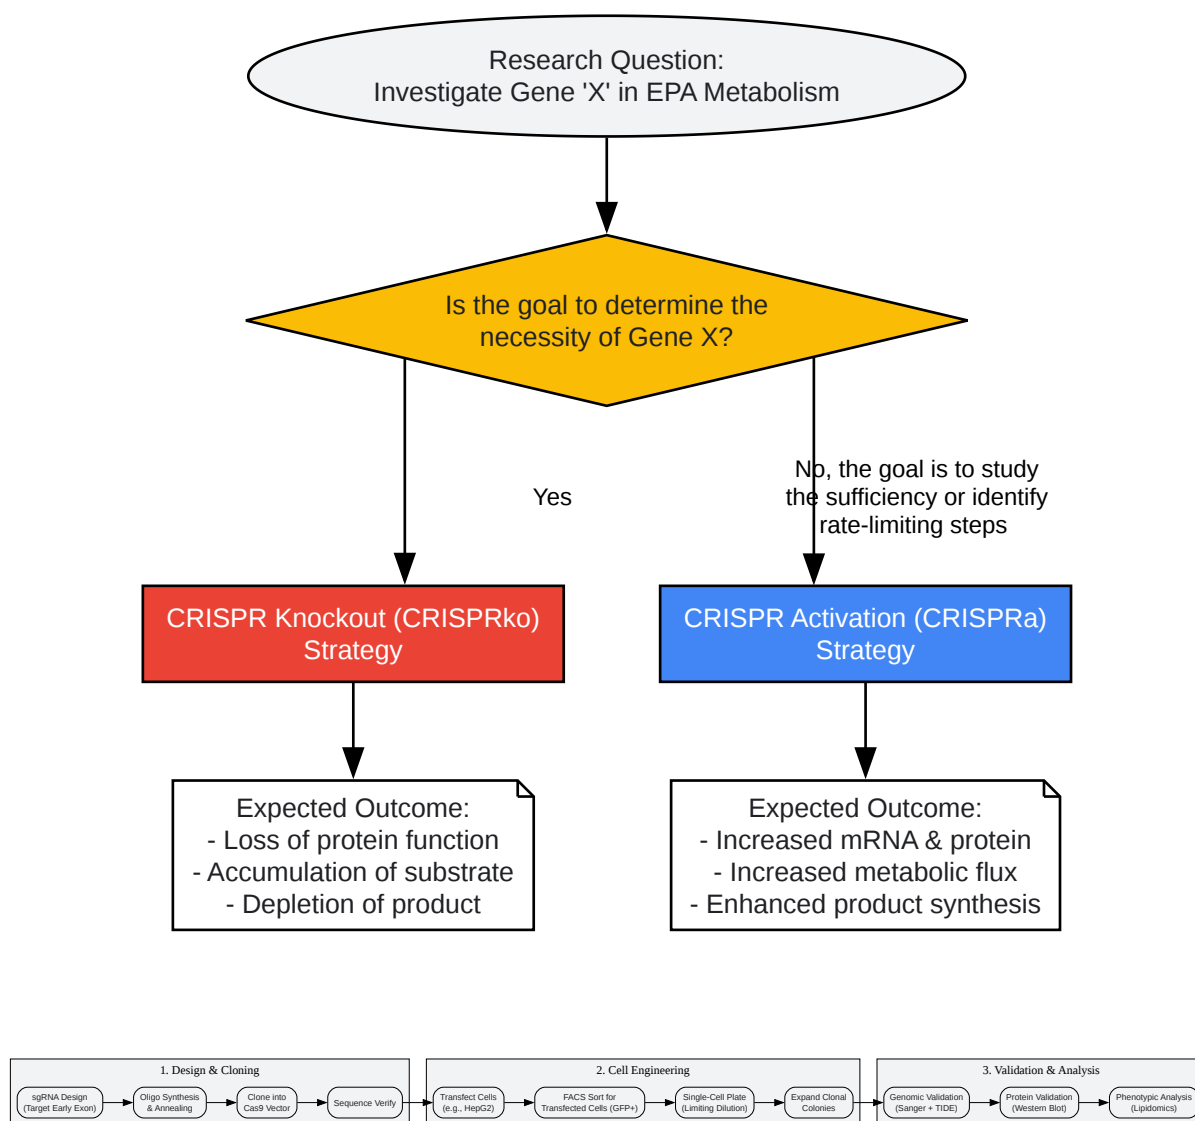 Research Question:
Investigate Gene 'X' in EPA Metabolism
Is the goal to determine the
necessity of Gene X?
Yes
No, the goal is to study
the sufficiency or identify
rate-limiting steps
CRISPR Knockout (CRISPRko)
Strategy
CRISPR Activation (CRISPRa)
Strategy
Expected Outcome:
- Loss of protein function
- Accumulation of substrate
- Depletion of product
Expected Outcome:
- Increased mRNA & protein
- Increased metabolic flux
- Enhanced product synthesis
1. Design & Cloning
sgRNA Design
(Target Early Exon)
Oligo Synthesis
& Annealing
Clone into
Cas9 Vector
Sequence Verify
2. Cell Engineering
Transfect Cells
(e.g., HepG2)
FACS Sort for
Transfected Cells (GFP+)
Single-Cell Plate
(Limiting Dilution)
Expand Clonal
Colonies
3. Validation & Analysis
Genomic Validation
(Sanger + TIDE)
Protein Validation
(Western Blot)
Phenotypic Analysis
(Lipidomics)